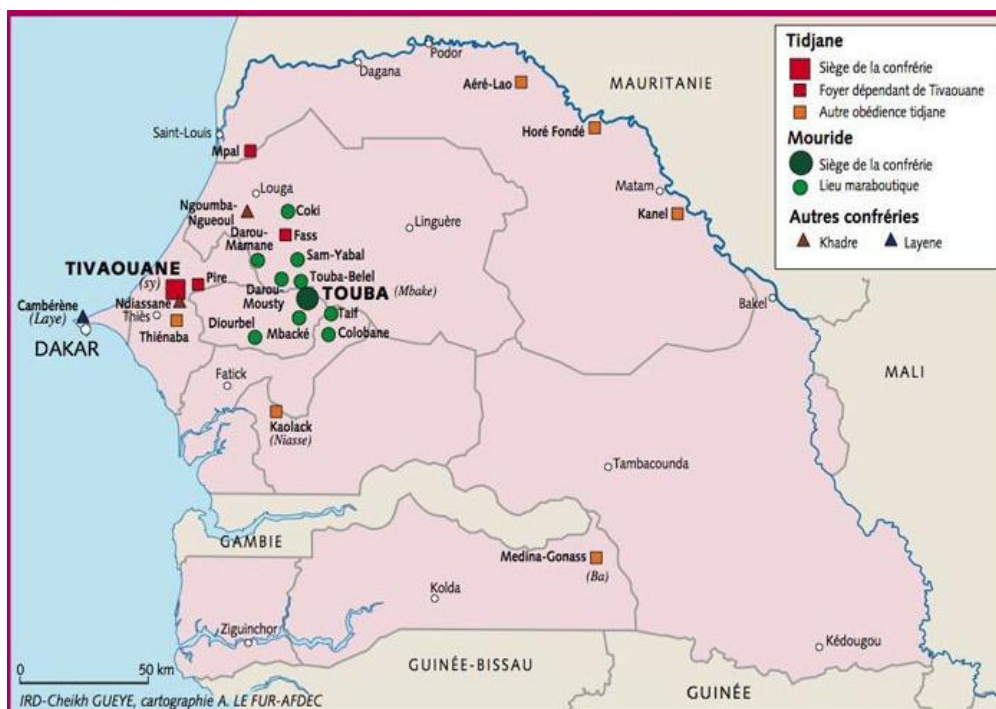 Tidjane
Siège de la confrérie
Foyer dépendant de Tivaouane
Autre obédience tidjane
Mouride
Siège de la confrérie
Lieu maraboutique
Autres confréries
Khadre
Layene
Podor
Dagana
MAURITANIE
Aéré-Lao
Horé Fondé
Saint-Louis
Mpal
Matam
Kanel
Louga
Ngoumba-
Ngueoul
Coki
Linguère
Darou-
Mamane
Fass
Sam-Yabal
TIVAOUANE
(sy)
Pire
Touba-Belel
TOUBA (Mbake)
Darou-
Mousty
Bakel
Cambérène
(Laye)
Ndiassane
Thiès
Taïf
DAKAR
Thiénaba
Diourbel
Mbacké
Colobane
MALI
Fatick
Kaolack
(Niasse)
Tambacounda
GAMBIE
Medina-Gonass
(Ba)
Kolda
Ziguinchor
Kédougou
GUINÉE-BISSAU
GUINÉE
0 50 km
IRD-Cheikh GUEYE, cartographie A. LE FUR-AFDEC